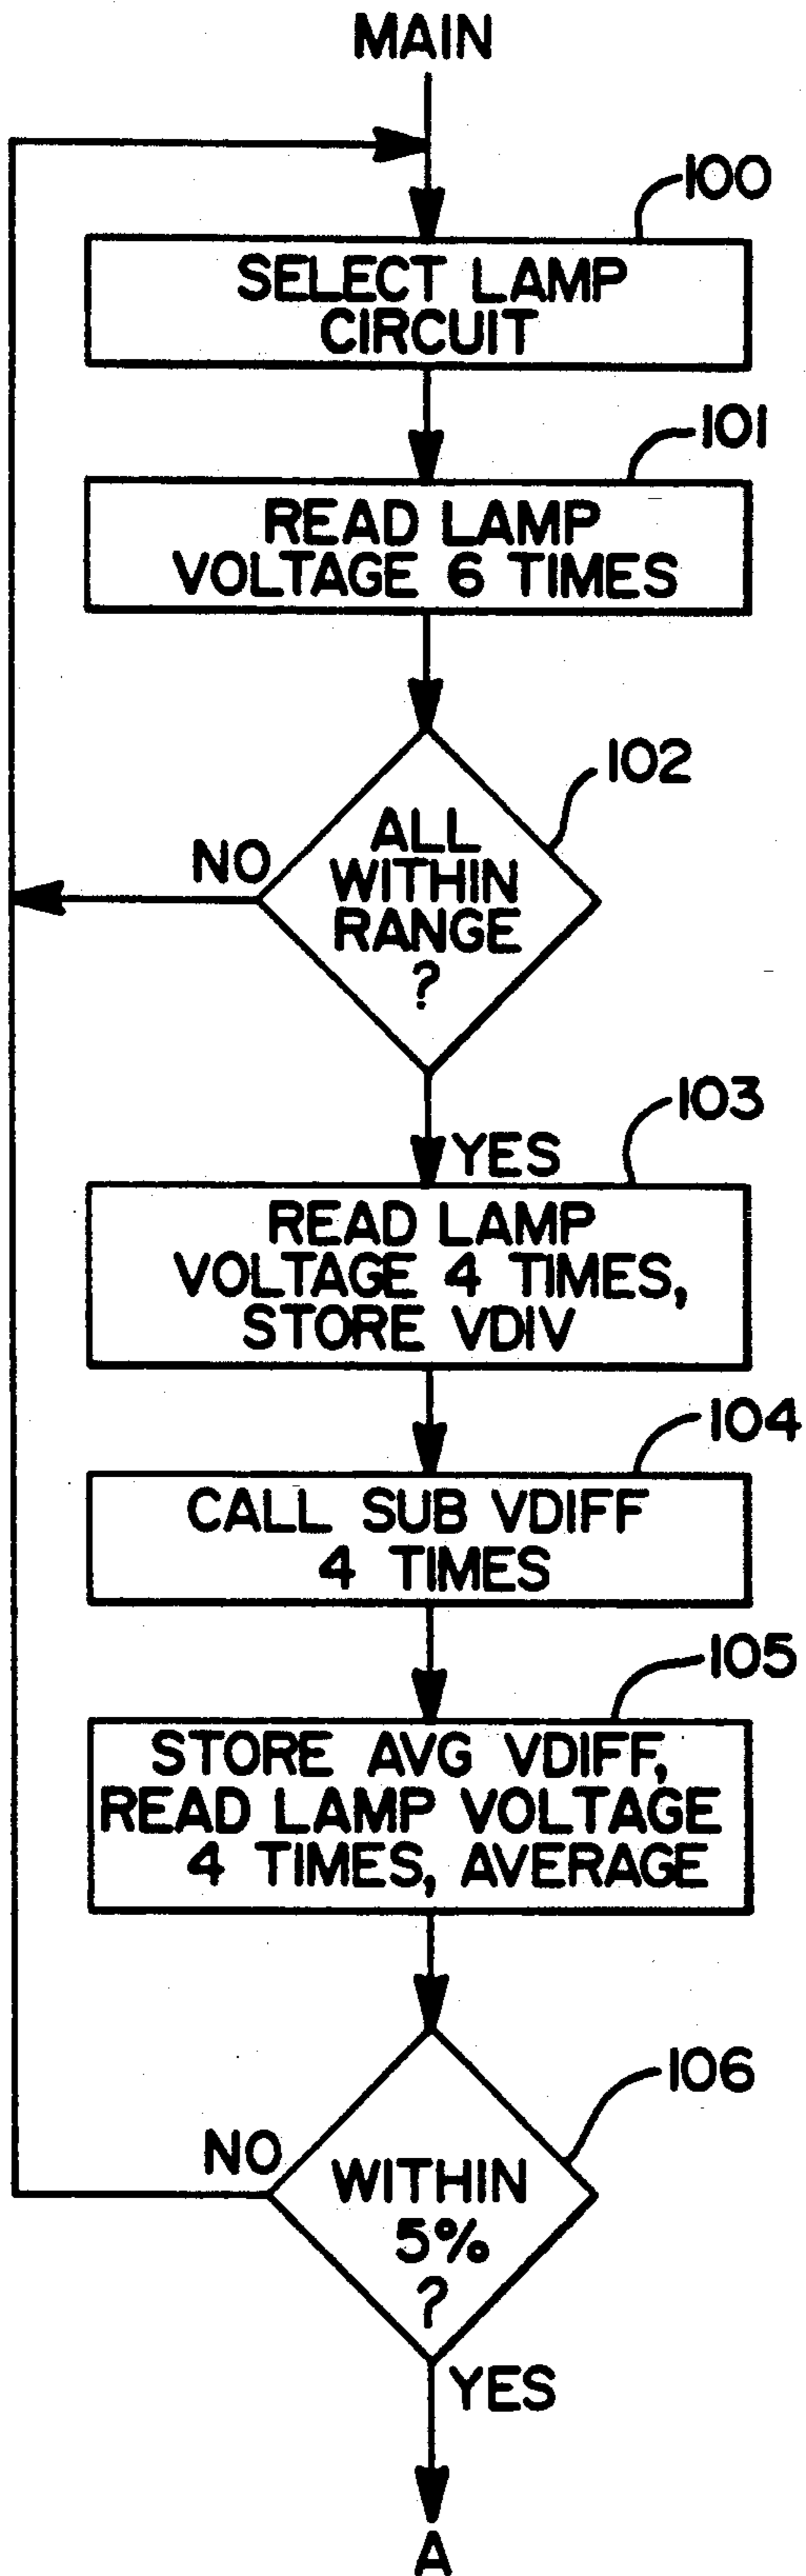 MAIN
100
SELECT LAMP
CIRCUIT
101
READ LAMP
VOLTAGE 6 TIMES
102
ALL
WITHIN
RANGE
?
NO
YES
103
READ LAMP
VOLTAGE 4 TIMES,
STORE VDIV
104
CALL SUB VDIFF
4 TIMES
105
STORE AVG VDIFF,
READ LAMP VOLTAGE
4 TIMES, AVERAGE
106
NO
WITHIN
5%
?
YES
A